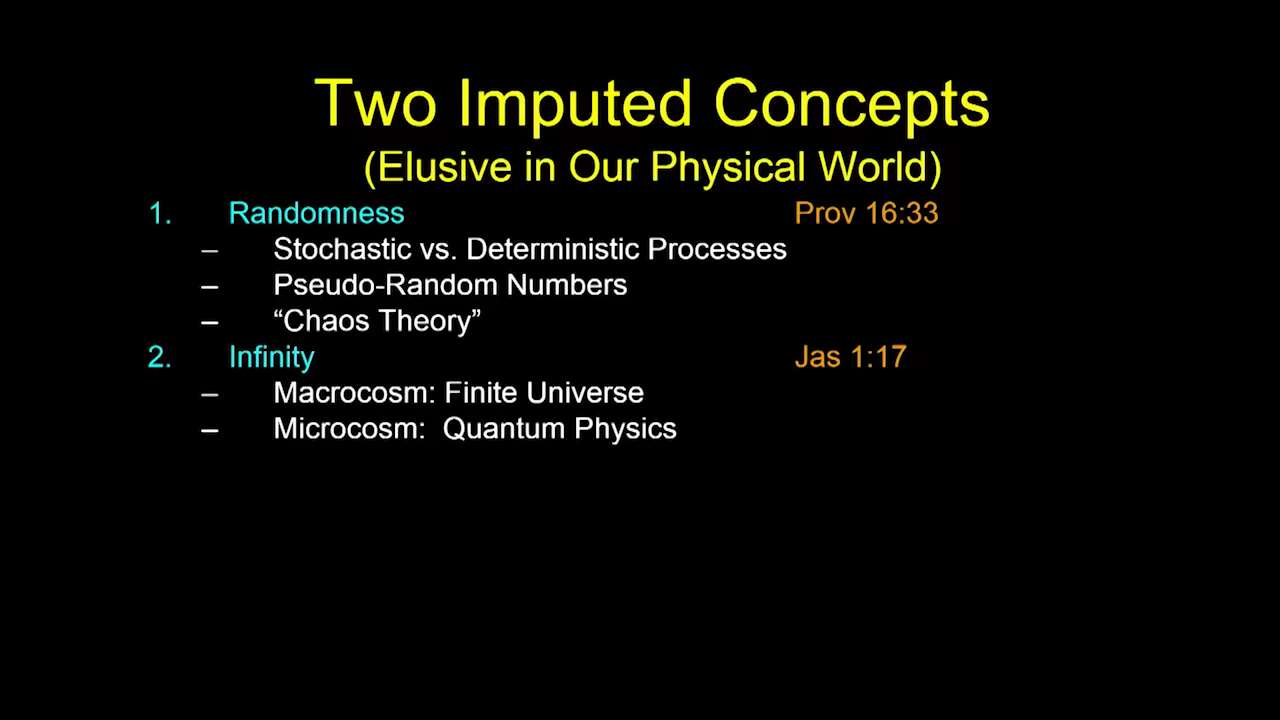 Two Imputed Concepts
(Elusive in Our Physical World)
1. Randomness Prov 16:33
– Stochastic vs. Deterministic Processes
– Pseudo-Random Numbers
– “Chaos Theory”
2. Infinity Jas 1:17
– Macrocosm: Finite Universe
– Microcosm: Quantum Physics